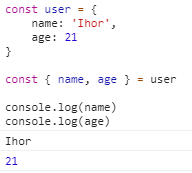 const user = {
    name: 'Ihor',
    age: 21
}
const { name, age } = user
console.log(name)
console.log(age)
Ihor
21